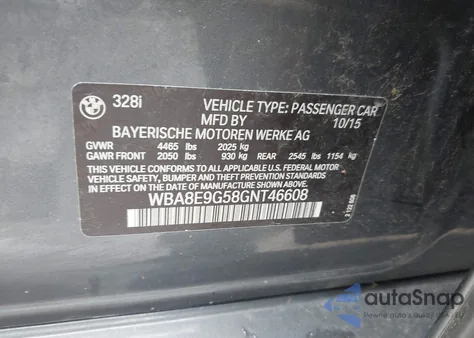 328i
VEHICLE TYPE: PASSENGER CAR
MFD BY 10/15
BAYERISCHE MOTOREN WERKE AG
GVWR 4465 lbs 2025 kg
GAWR FRONT 2050 lbs 930 kg REAR 2545 lbs 1154 kg
THIS VEHICLE CONFORMS TO ALL APPLICABLE U.S. FEDERAL MOTOR
VEHICLE SAFETY, BUMPER, AND THEFT PREVENTION STANDARDS IN
EFFECT ON THE DATE OF MANUFACTURE SHOWN ABOVE.
WBA8E9G58GNT46608
autoSnap